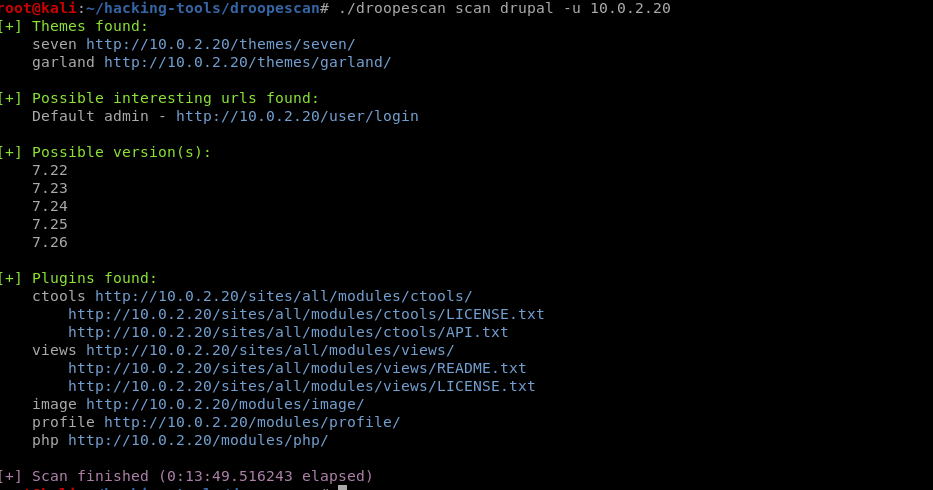 root@kali:~/hacking-tools/droopescan# ./droopescan scan drupal -u 10.0.2.20
[+] Themes found:
seven http://10.0.2.20/themes/seven/
garland http://10.0.2.20/themes/garland/
[+] Possible interesting urls found:
Default admin - http://10.0.2.20/user/login
[+] Possible version(s):
7.22
7.23
7.24
7.25
7.26
[+] Plugins found:
ctools http://10.0.2.20/sites/all/modules/ctools/
http://10.0.2.20/sites/all/modules/ctools/LICENSE.txt
http://10.0.2.20/sites/all/modules/ctools/API.txt
views http://10.0.2.20/sites/all/modules/views/
http://10.0.2.20/sites/all/modules/views/README.txt
http://10.0.2.20/sites/all/modules/views/LICENSE.txt
image http://10.0.2.20/modules/image/
profile http://10.0.2.20/modules/profile/
php http://10.0.2.20/modules/php/
[+] Scan finished (0:13:49.516243 elapsed)